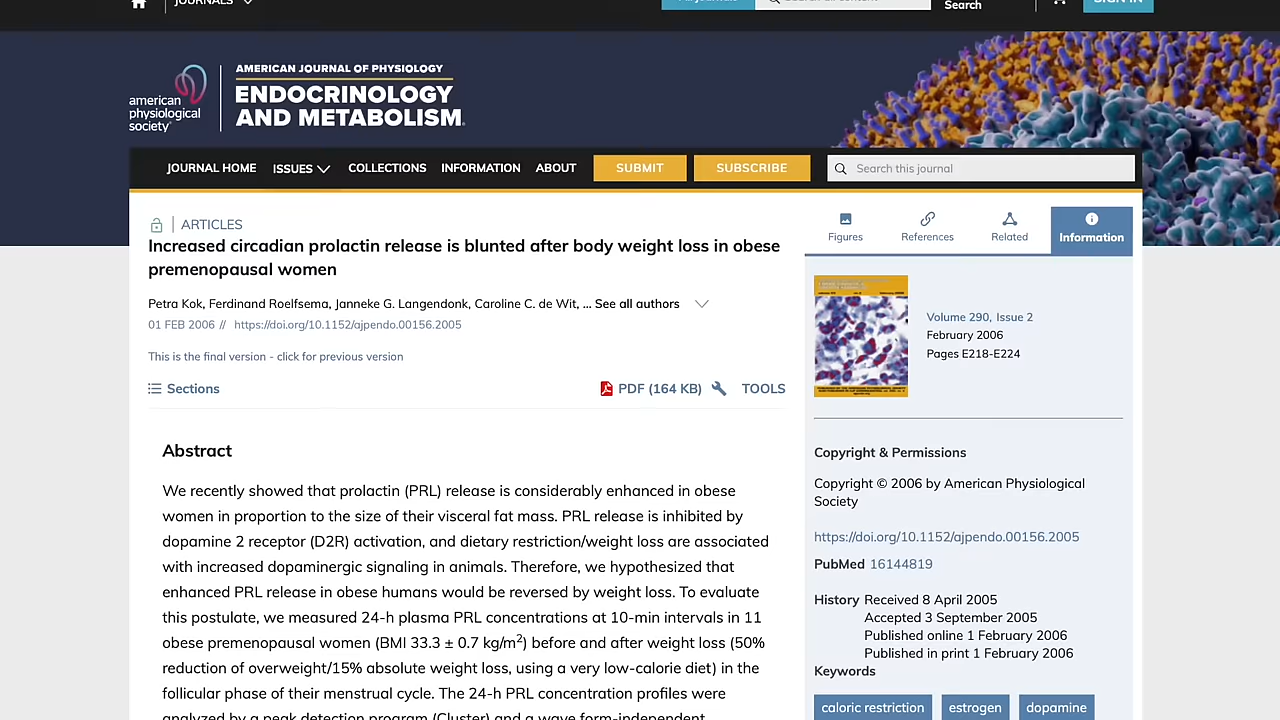 JOURNALS
Search
american
physiological
society
AMERICAN JOURNAL OF PHYSIOLOGY
ENDOCRINOLOGY
AND METABOLISM.
JOURNAL HOME ISSUES COLLECTIONS INFORMATION ABOUT SUBMIT SUBSCRIBE Search this journal
ARTICLES
Increased circadian prolactin release is blunted after body weight loss in obese
premenopausal women
Petra Kok, Ferdinand Roelfsema, Janneke G. Langendonk, Caroline C. de Wit, ... See all authors
01 FEB 2006 // https://doi.org/10.1152/ajpendo.00156.2005
This is the final version - click for previous version
Sections PDF (164 KB) TOOLS
Abstract
We recently showed that prolactin (PRL) release is considerably enhanced in obese
women in proportion to the size of their visceral fat mass. PRL release is inhibited by
dopamine 2 receptor (D2R) activation, and dietary restriction/weight loss are associated
with increased dopaminergic signaling in animals. Therefore, we hypothesized that
enhanced PRL release in obese humans would be reversed by weight loss. To evaluate
this postulate, we measured 24-h plasma PRL concentrations at 10-min intervals in 11
obese premenopausal women (BMI 33.3 ± 0.7 kg/m2) before and after weight loss (50%
reduction of overweight/15% absolute weight loss, using a very low-calorie diet) in the
follicular phase of their menstrual cycle. The 24-h PRL concentration profiles were
analyzed by a peak detection program (Cluster) and a wave form-independent
Figures References Related Information
Volume 290, Issue 2
February 2006
Pages E218-E224
Copyright & Permissions
Copyright © 2006 by American Physiological
Society
https://doi.org/10.1152/ajpendo.00156.2005
PubMed 16144819
History Received 8 April 2005
Accepted 3 September 2005
Published online 1 February 2006
Published in print 1 February 2006
Keywords
caloric restriction estrogen dopamine